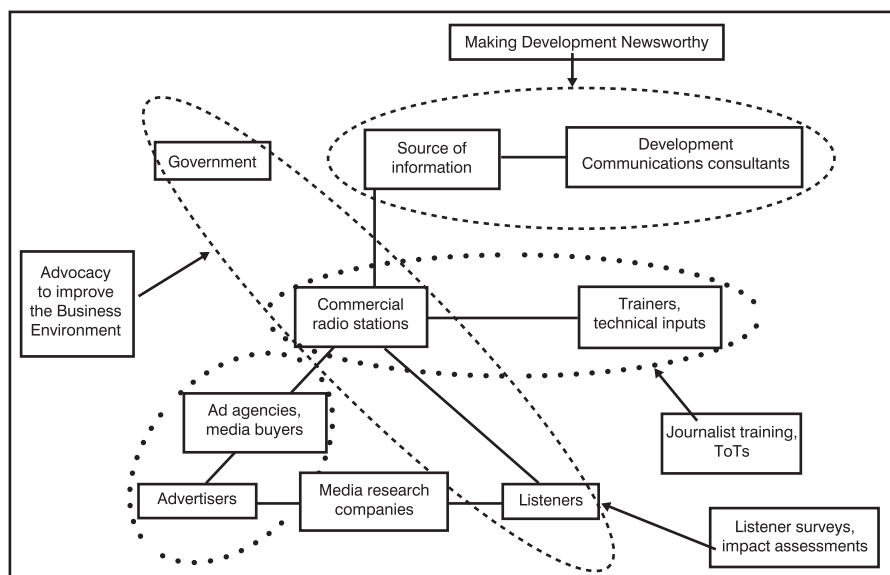 Making Development Newsworthy
Source of
information
Development
Communications consultants
Government
Advocacy
to improve
the Business
Environment
Commercial
radio stations
Trainers,
technical inputs
Ad agencies,
media buyers
Journalist training,
ToTs
Advertisers
Media research
companies
Listeners
Listener surveys,
impact assessments